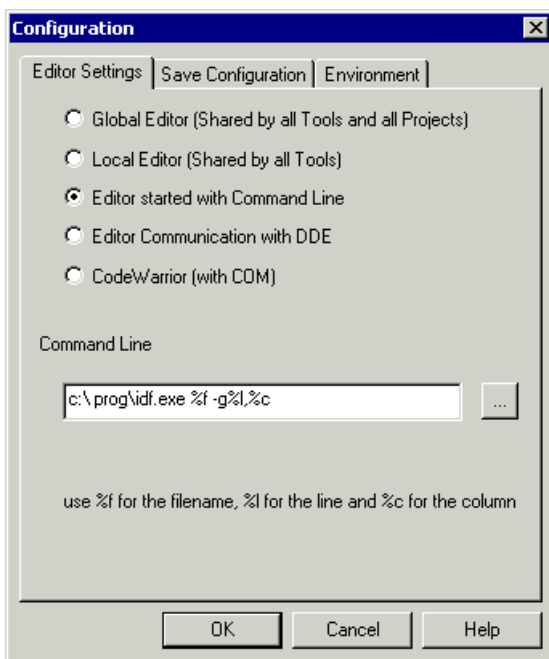 Configuration
Editor Settings Save Configuration Environment
Global Editor (Shared by all Tools and all Projects)
Local Editor (Shared by all Tools)
Editor started with Command Line
Editor Communication with DDE
CodeWarrior (with COM)
Command Line
c:\ prog\idf.exe %f -g%l,%c
...
use %f for the filename, %l for the line and %c for the column
OK Cancel Help